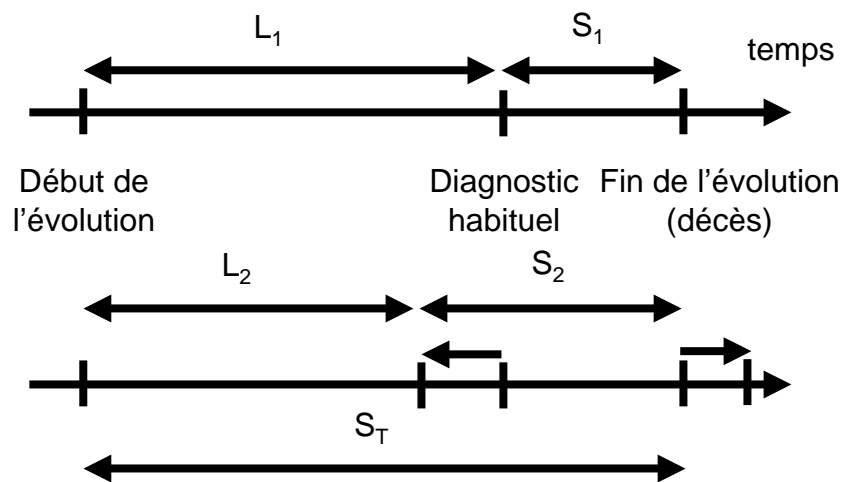 L1
S1
temps
Début de
l'évolution
Diagnostic
habituel
Fin de l'évolution
(décès)
L2
S2
ST